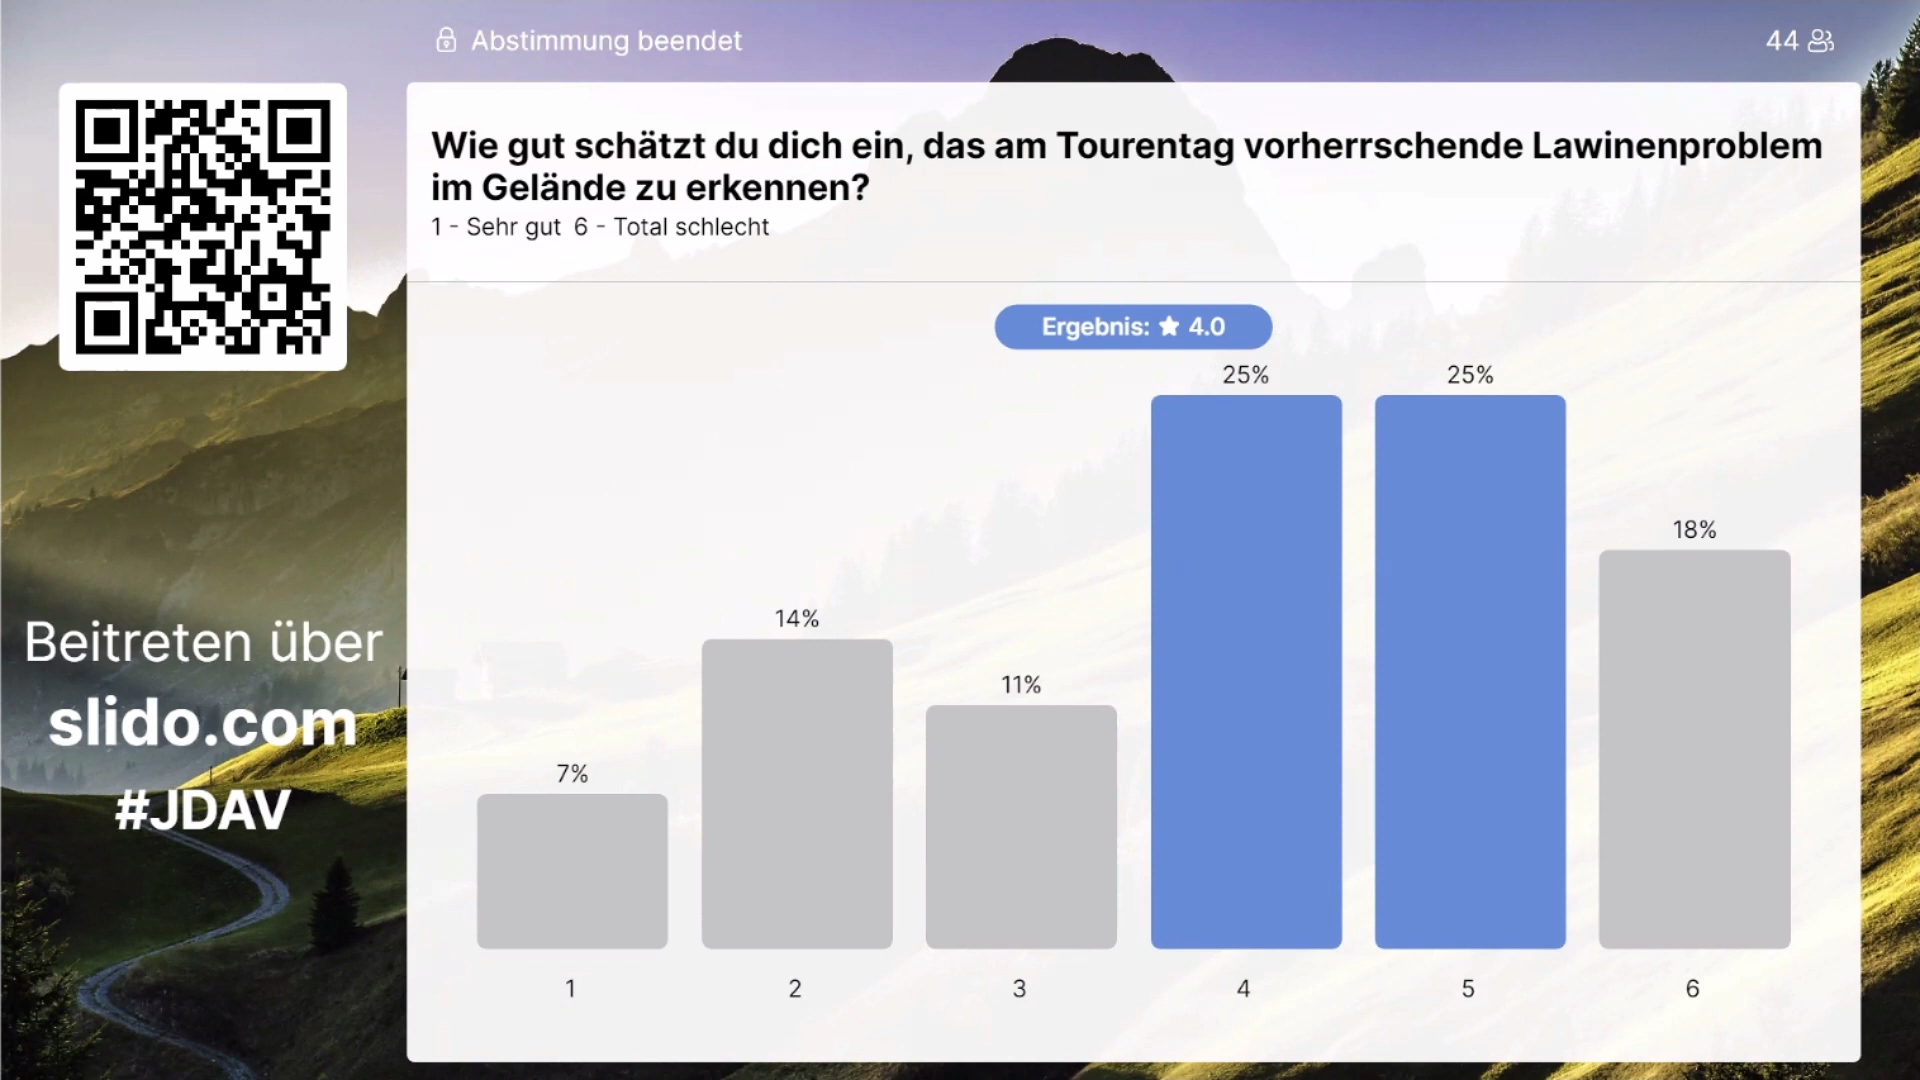 Abstimmung beendet
44
Wie gut schätzt du dich ein, das am Tourentag vorherrschende Lawinenproblem
im Gelände zu erkennen?
1 - Sehr gut 6 - Total schlecht
Ergebnis: ★ 4.0
7%
14%
11%
25%
25%
18%
1
2
3
4
5
6
Beitreten über
slido.com
#JDAV